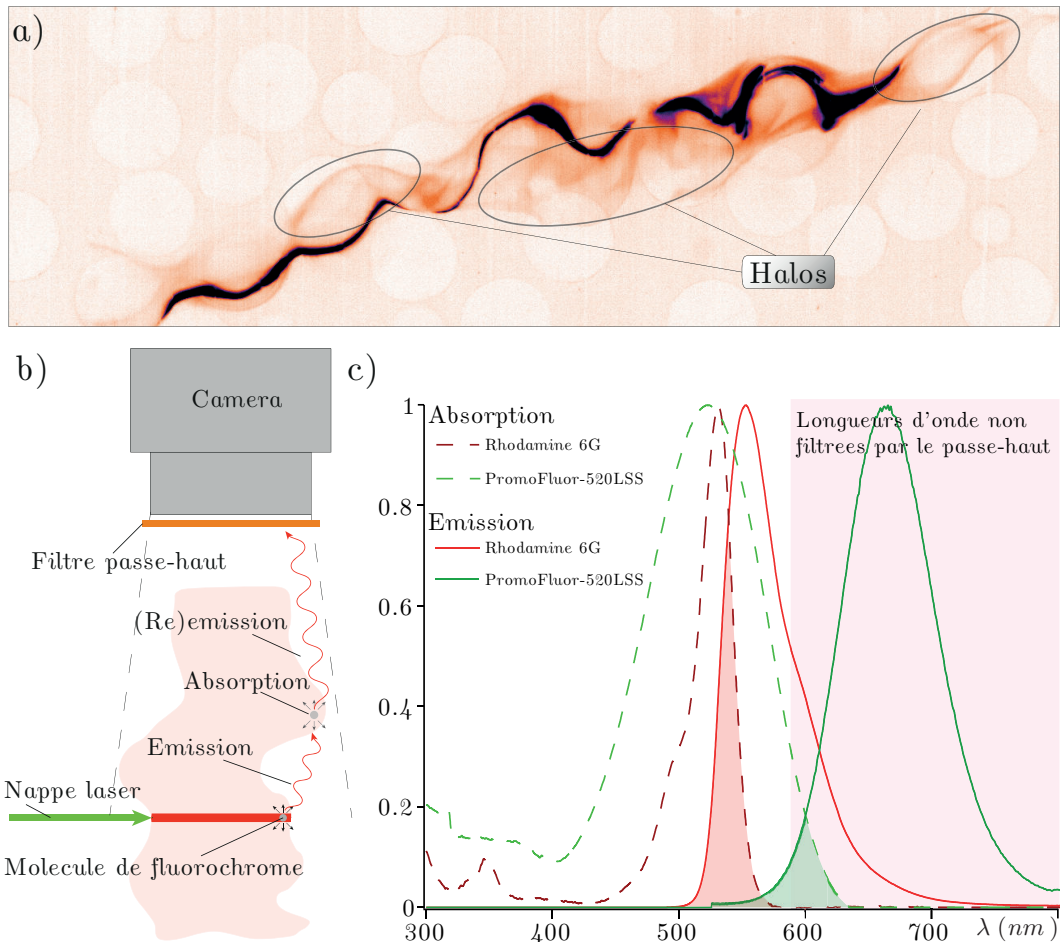 a)
Halos
b)
Camera
Filtre passe-haut
(Re)emission
Absorption
Emission
Nappe laser
Molecule de fluorochrome
c)
Absorption
Rhodamine 6G
PromoFluor-520LSS
Emission
Rhodamine 6G
PromoFluor-520LSS
Longueurs d'onde non
filtrees par le passe-haut
1
0.8
0.6
0.4
0.2
0
300
400
500
600
700
λ (nm)